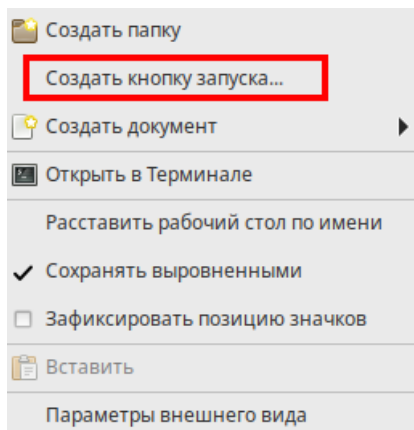 Создать папку
Создать кнопку запуска...
Создать документ
Открыть в Терминале
Расставить рабочий стол по имени
Сохранять выровненными
Зафиксировать позицию значков
Вставить
Параметры внешнего вида